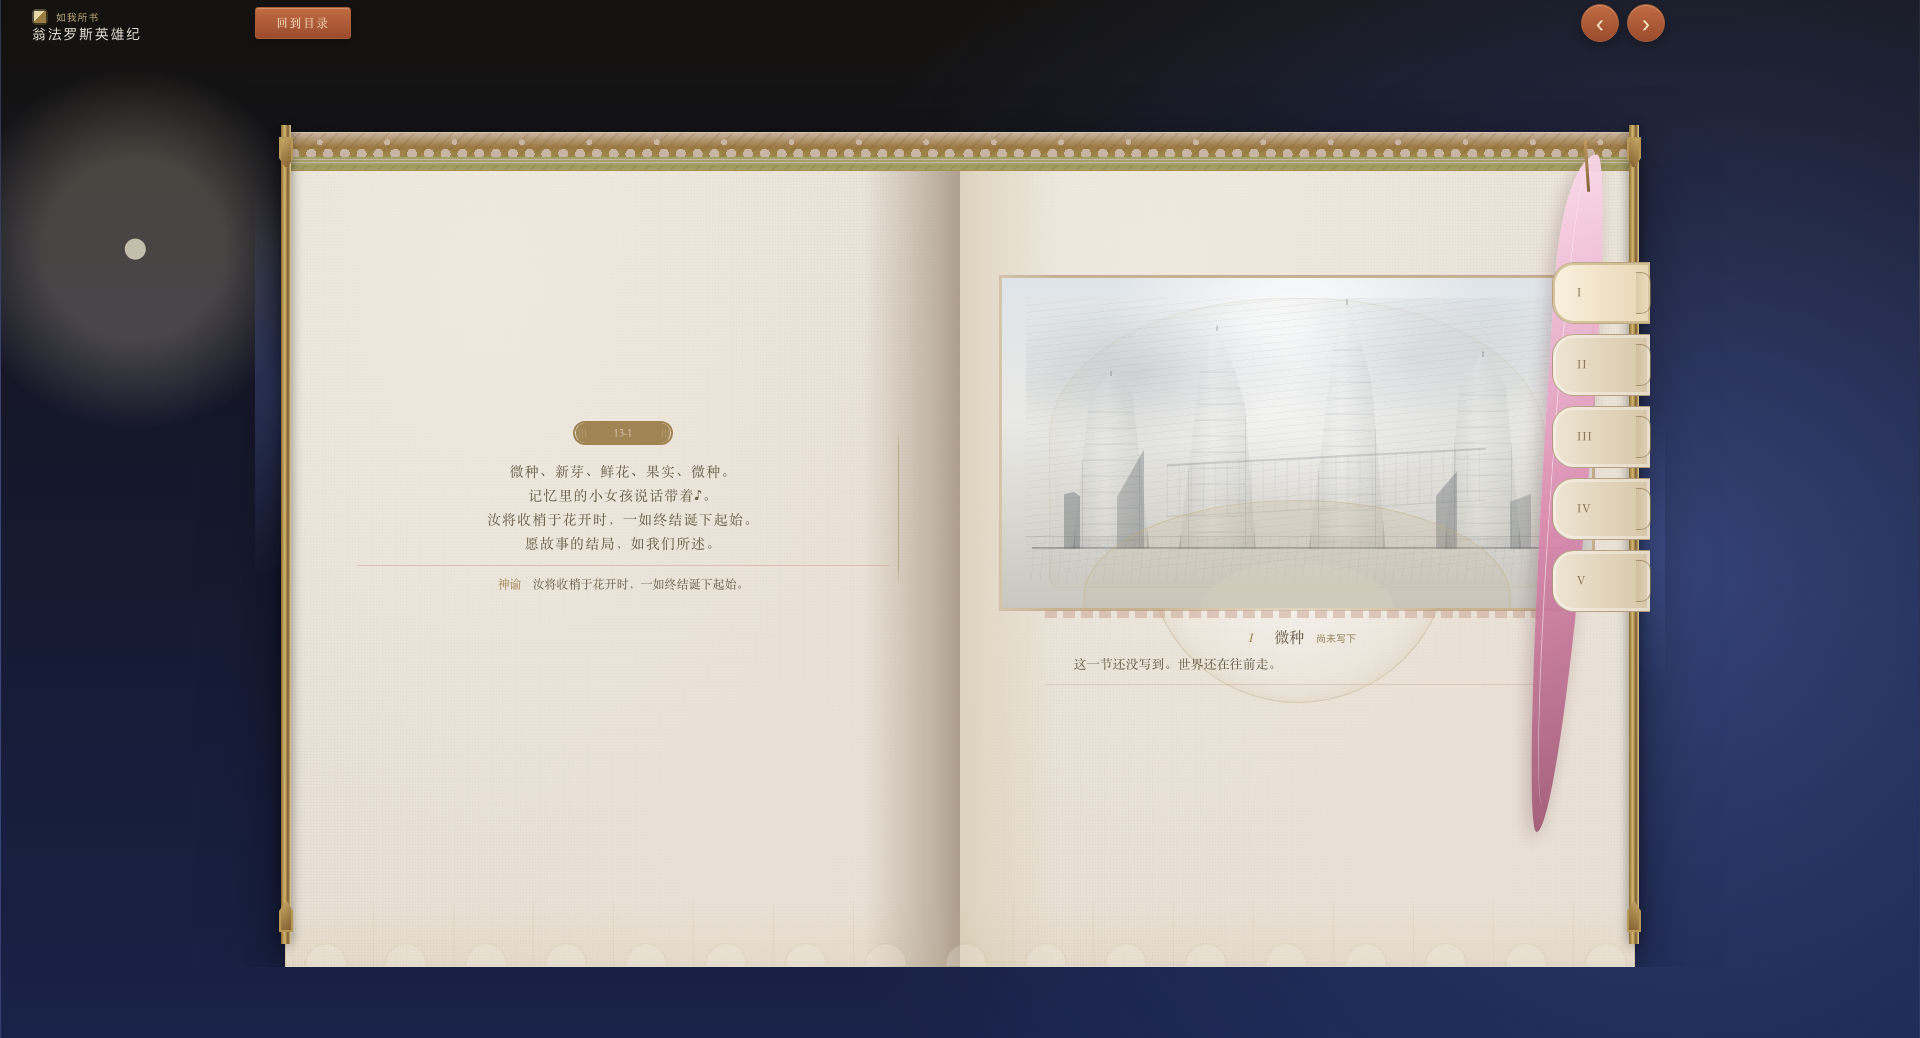 如我所书
翁法罗斯英雄纪
回到目录
‹ ›
13-1
微种、新芽、鲜花、果实、微种。
记忆里的小女孩说话带着♪。
汝将收梢于花开时,一如终结诞下起始。
愿故事的结局,如我们所述。
神谕 汝将收梢于花开时,一如终结诞下起始。
I 微种 尚未写下
这一节还没写到。世界还在往前走。
I
II
III
IV
V